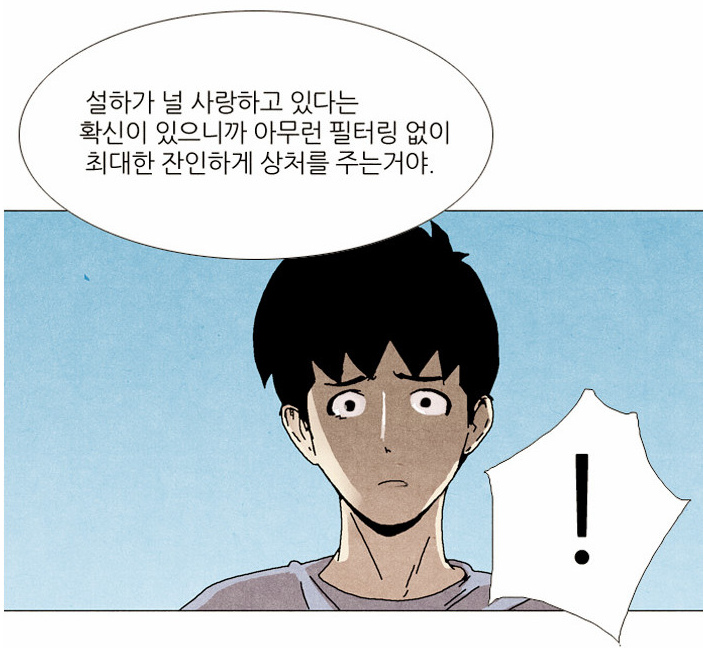 설하가 널 사랑하고 있다는
확신이 있으니까 아무런 필터링 없이
최대한 잔인하게 상처를 주는거야.
!